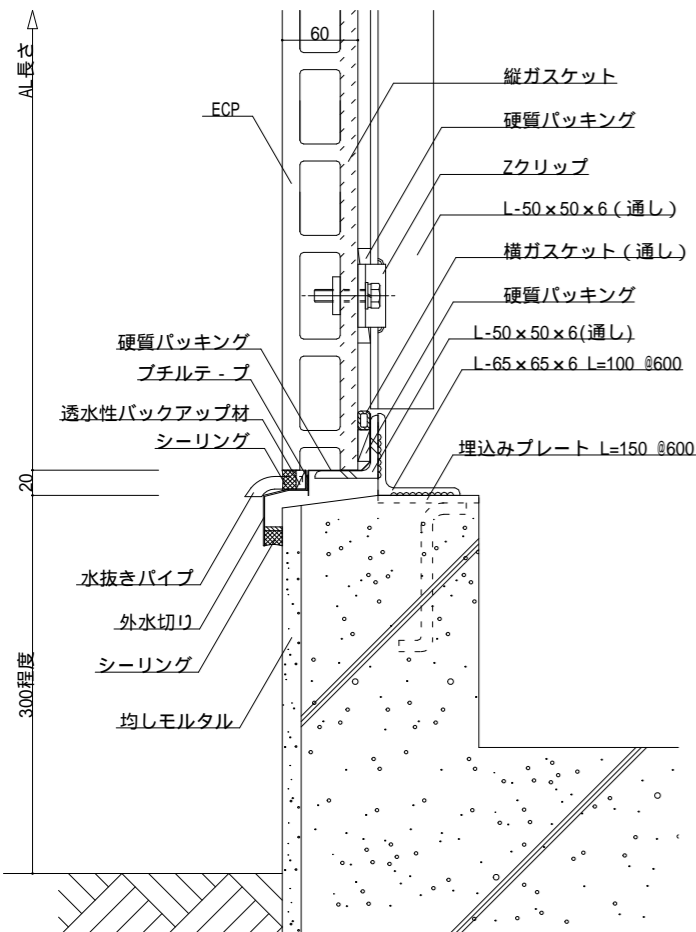 60
AL長さ
縦ガスケット
ECP
硬質パッキング
Zクリップ
L-50×50×6（通し）
横ガスケット（通し）
硬質パッキング
L-50×50×6(通し)
硬質パッキング
L-65×65×6 L=100 @600
ブチルテ-プ
透水性バックアップ材
シーリング
埋込みプレート L=150 @600
20
水抜きパイプ
外水切り
シーリング
300程度
均しモルタル